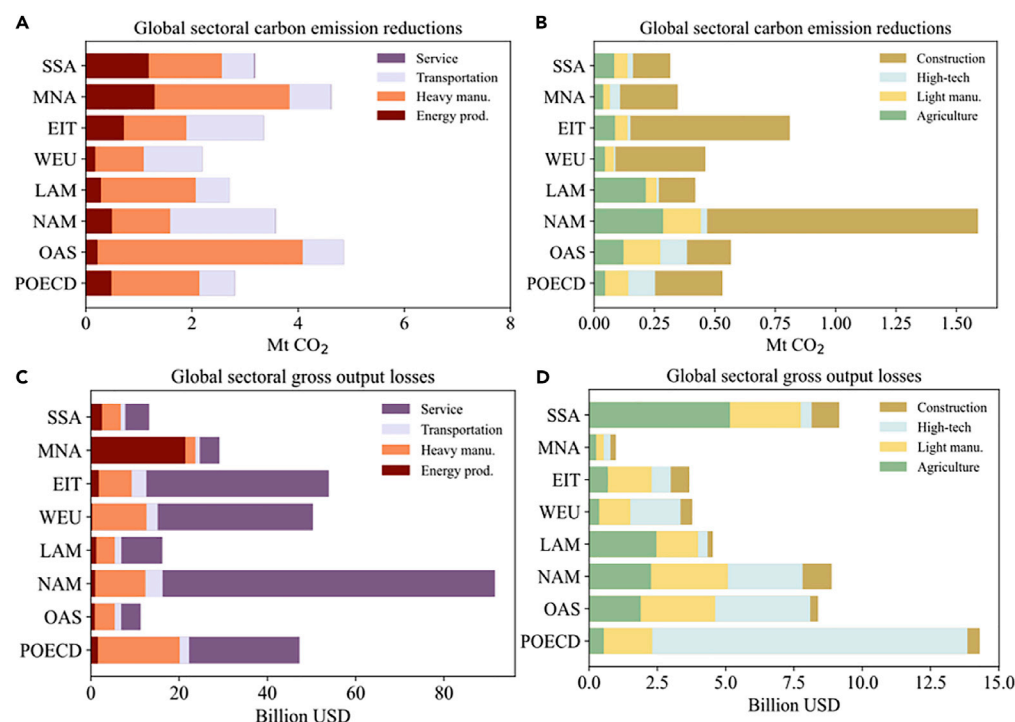 A
Global sectoral carbon emission reductions
SSA
MNA
EIT
WEU
LAM
NAM
OAS
POECD
Service
Transportation
Heavy manu.
Energy prod.
0 2 4 6 8
Mt CO₂
B
Global sectoral carbon emission reductions
SSA
MNA
EIT
WEU
LAM
NAM
OAS
POECD
Construction
High-tech
Light manu.
Agriculture
0.00 0.25 0.50 0.75 1.00 1.25 1.50
Mt CO₂
C
Global sectoral gross output losses
SSA
MNA
EIT
WEU
LAM
NAM
OAS
POECD
Service
Transportation
Heavy manu.
Energy prod.
0 20 40 60 80
Billion USD
D
Global sectoral gross output losses
SSA
MNA
EIT
WEU
LAM
NAM
OAS
POECD
Construction
High-tech
Light manu.
Agriculture
0.0 2.5 5.0 7.5 10.0 12.5 15.0
Billion USD